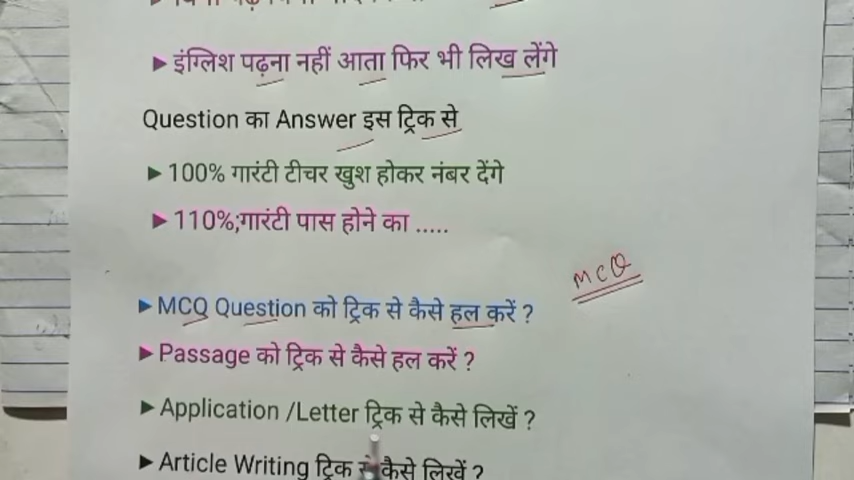 ▶ इंग्लिश पढ़ना नहीं आता फिर भी लिख लेंगे
Question का Answer इस ट्रिक से
▶ 100% गारंटी टीचर खुश होकर नंबर देंगे
▶ 110%;गारंटी पास होने का .....
MCQ
▶ MCQ Question को ट्रिक से कैसे हल करें ?
▶ Passage को ट्रिक से कैसे हल करें ?
▶ Application /Letter ट्रिक से कैसे लिखें ?
▶ Article Writing ट्रिक से कैसे लिखें ?